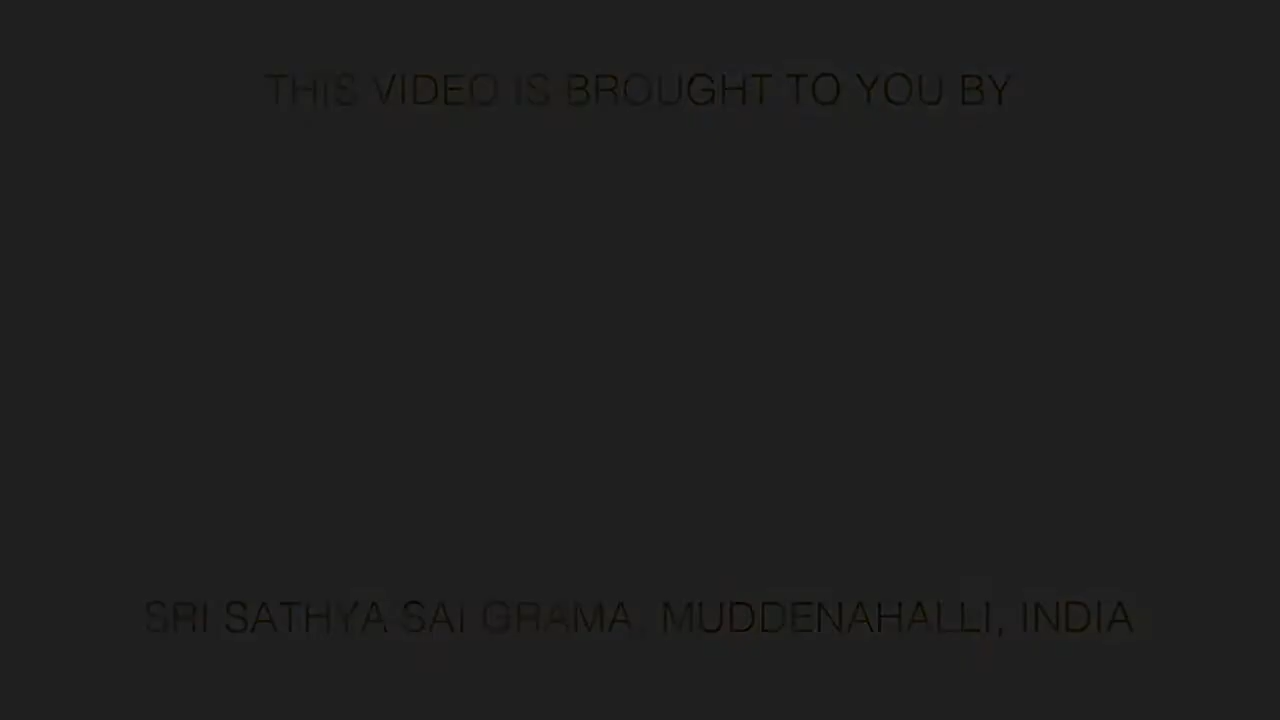 THIS VIDEO IS BROUGHT TO YOU BY
SRI SATHYA SAI GRAMA, MUDDENAHALLI, INDIA